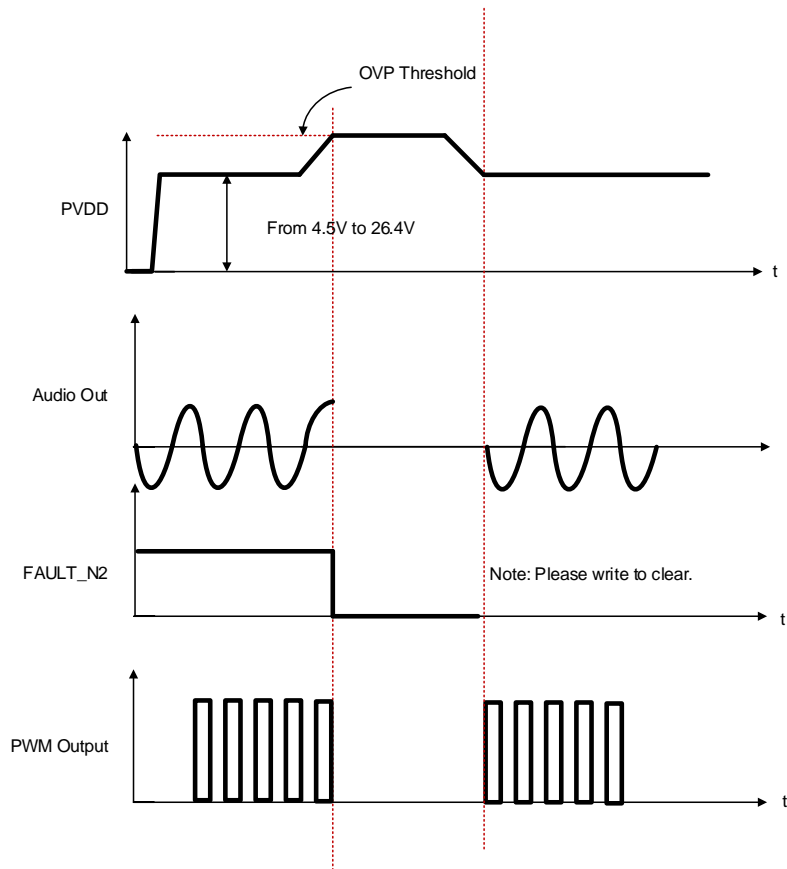 OVP Threshold
PVDD
From 4.5V to 26.4V
t
Audio Out
FAULT_N2
Note: Please write to clear.
t
PWM Output
t